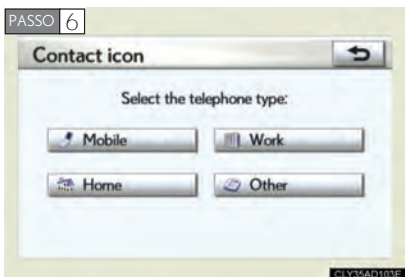 PASSO 6
Contact icon
Select the telephone type:
Mobile Work
Home Other
CLY35AD103E